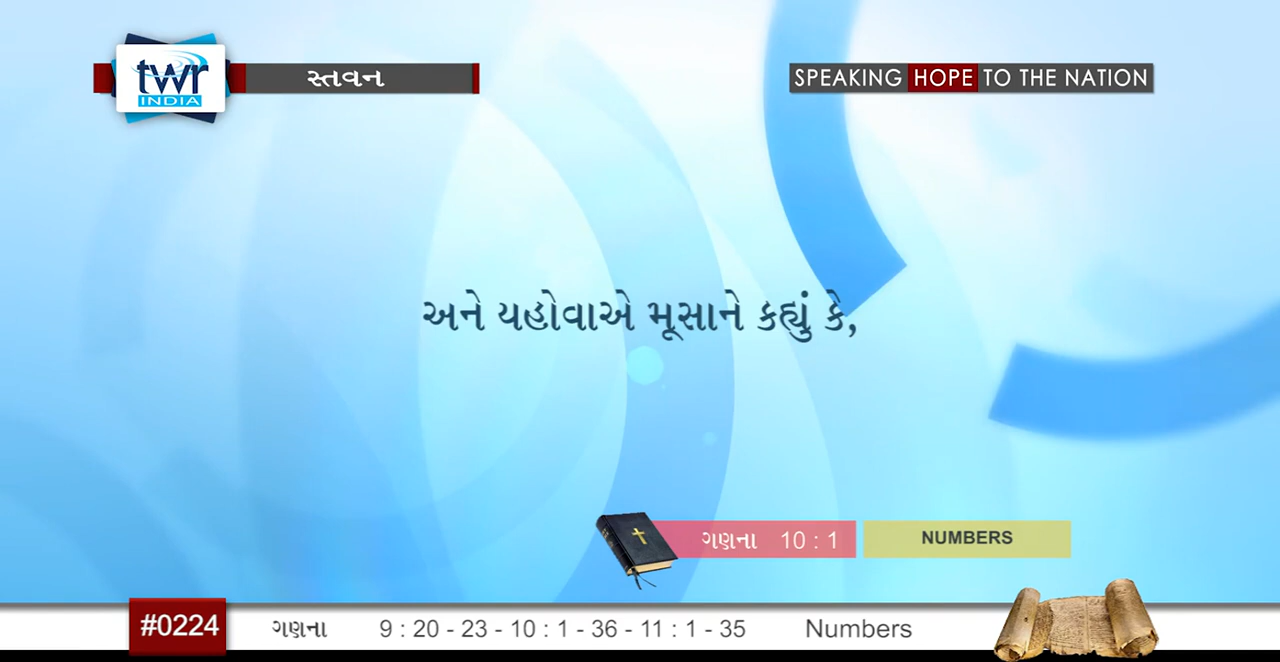 twr
INDIA
સ્તવન
SPEAKING HOPE TO THE NATION
અને યહોવાએ મૂસાને કહ્યું કે,
ગણના 10 : 1
NUMBERS
#0224 ગણના 9 : 20 - 23 - 10 : 1 - 36 - 11 : 1 - 35 Numbers